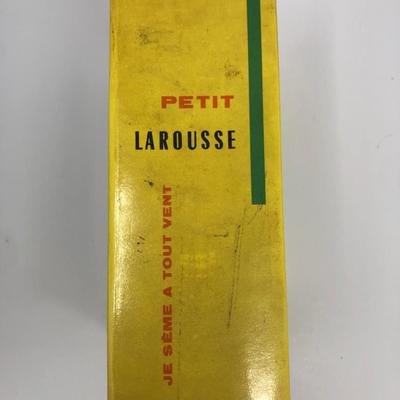 PETIT
LAROUSSE
JE SÈME A TOUT VENT